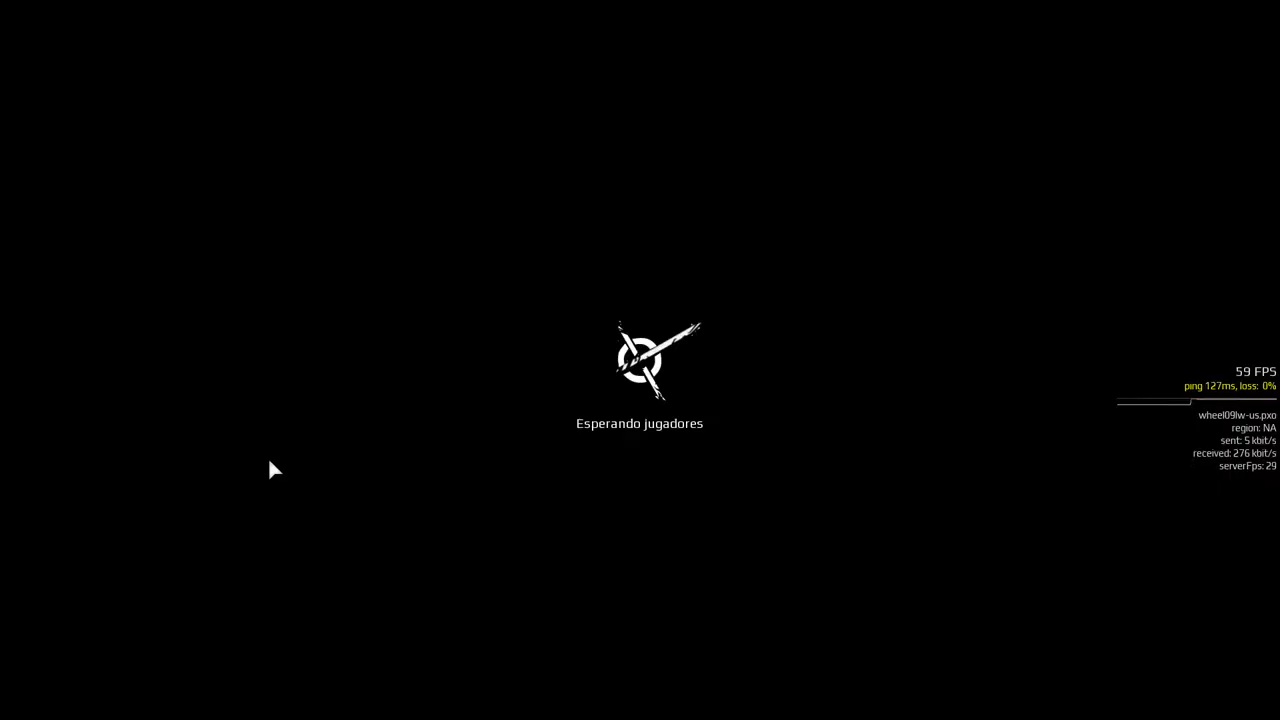 Esperando jugadores
59 FPS
ping 127ms, loss: 0%
wheel09lw-us.pxo
region: NA
sent: 5 kbit/s
received: 276 kbit/s
serverFps: 29